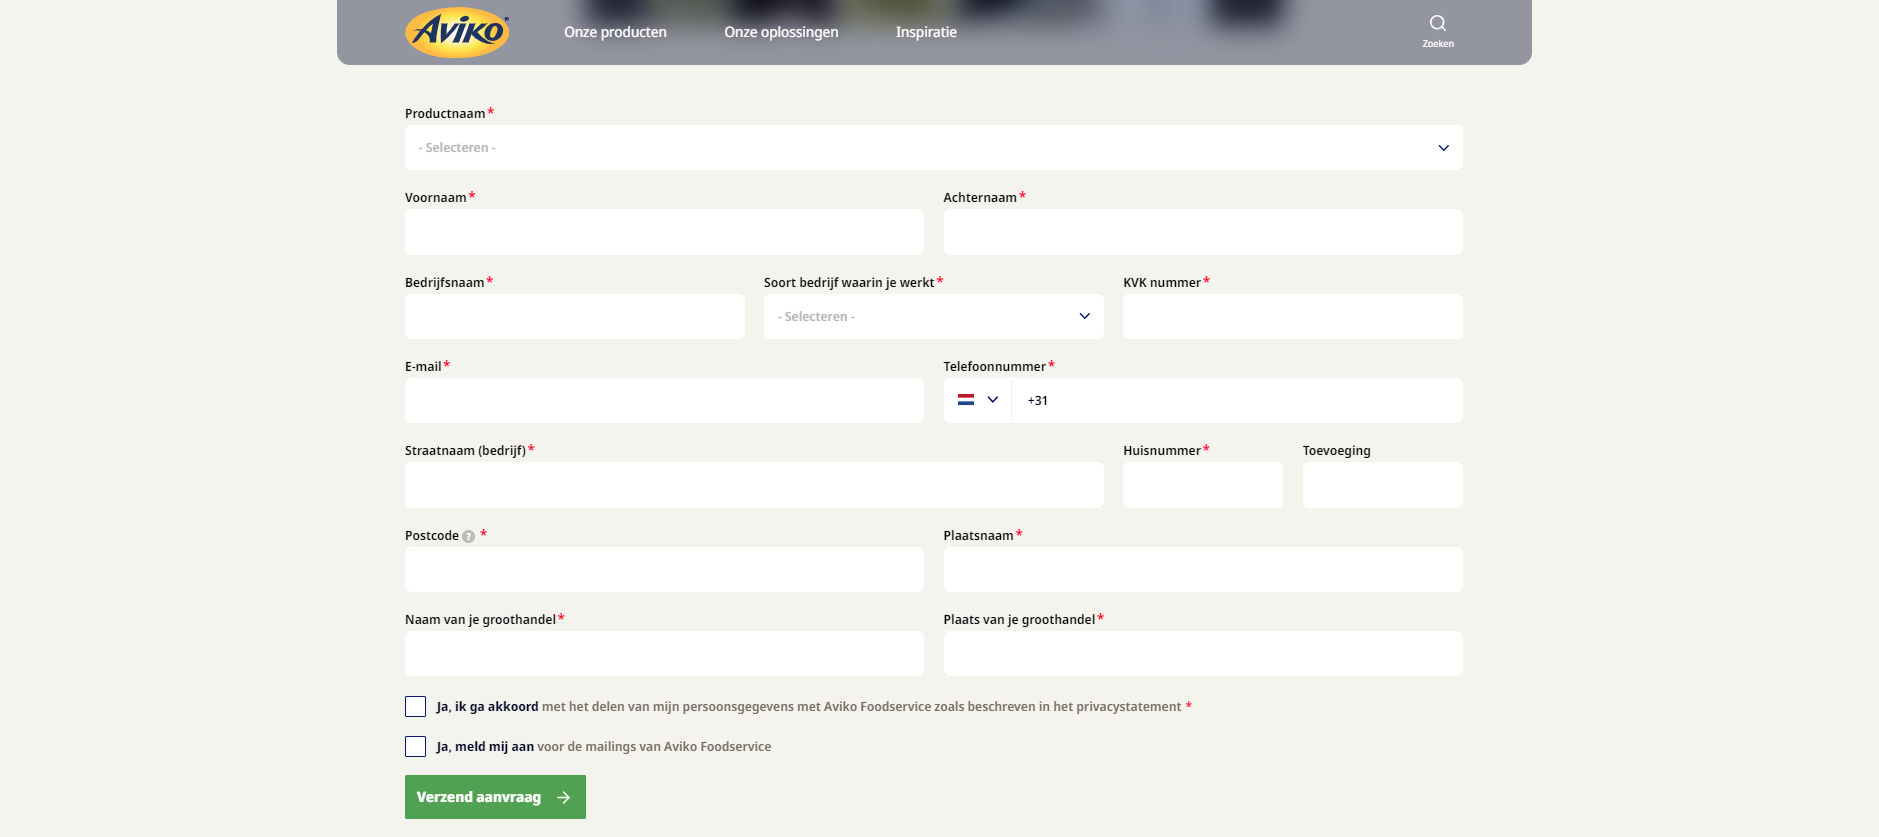 Aviko
Onze producten
Onze oplossingen
Inspiratie
Zoeken
Productnaam *
- Selecteren -
Voornaam *
Achternaam *
Bedrijfsnaam *
Soort bedrijf waarin je werkt *
- Selecteren -
KVK nummer *
E-mail *
Telefoonnummer *
+31
Straatnaam (bedrijf) *
Huisnummer *
Toevoeging
Postcode ? *
Plaatsnaam *
Naam van je groothandel *
Plaats van je groothandel *
Ja, ik ga akkoord met het delen van mijn persoonsgegevens met Aviko Foodservice zoals beschreven in het privacystatement *
Ja, meld mij aan voor de mailings van Aviko Foodservice
Verzend aanvraag